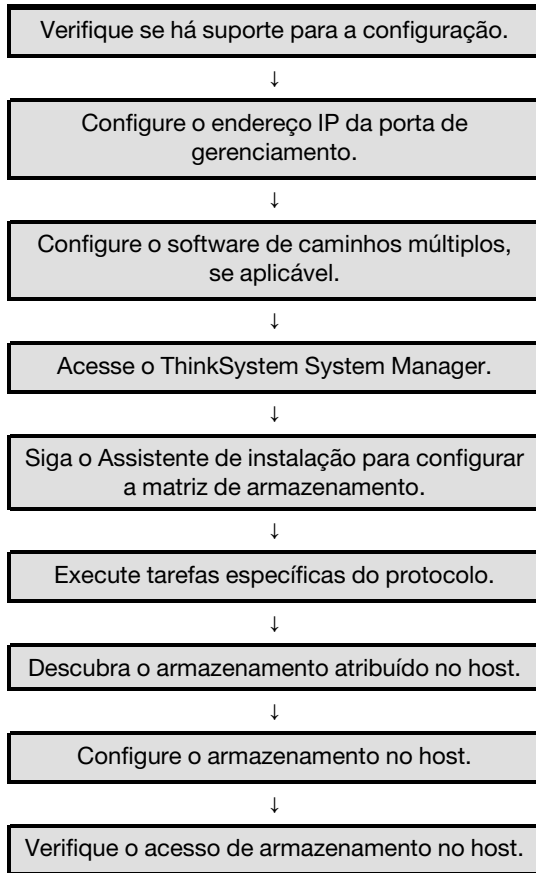 Verifique se há suporte para a configuração.
↓
Configure o endereço IP da porta de
gerenciamento.
↓
Configure o software de caminhos múltiplos,
se aplicável.
↓
Acesse o ThinkSystem System Manager.
↓
Siga o Assistente de instalação para configurar
a matriz de armazenamento.
↓
Execute tarefas específicas do protocolo.
↓
Descubra o armazenamento atribuído no host.
↓
Configure o armazenamento no host.
↓
Verifique o acesso de armazenamento no host.